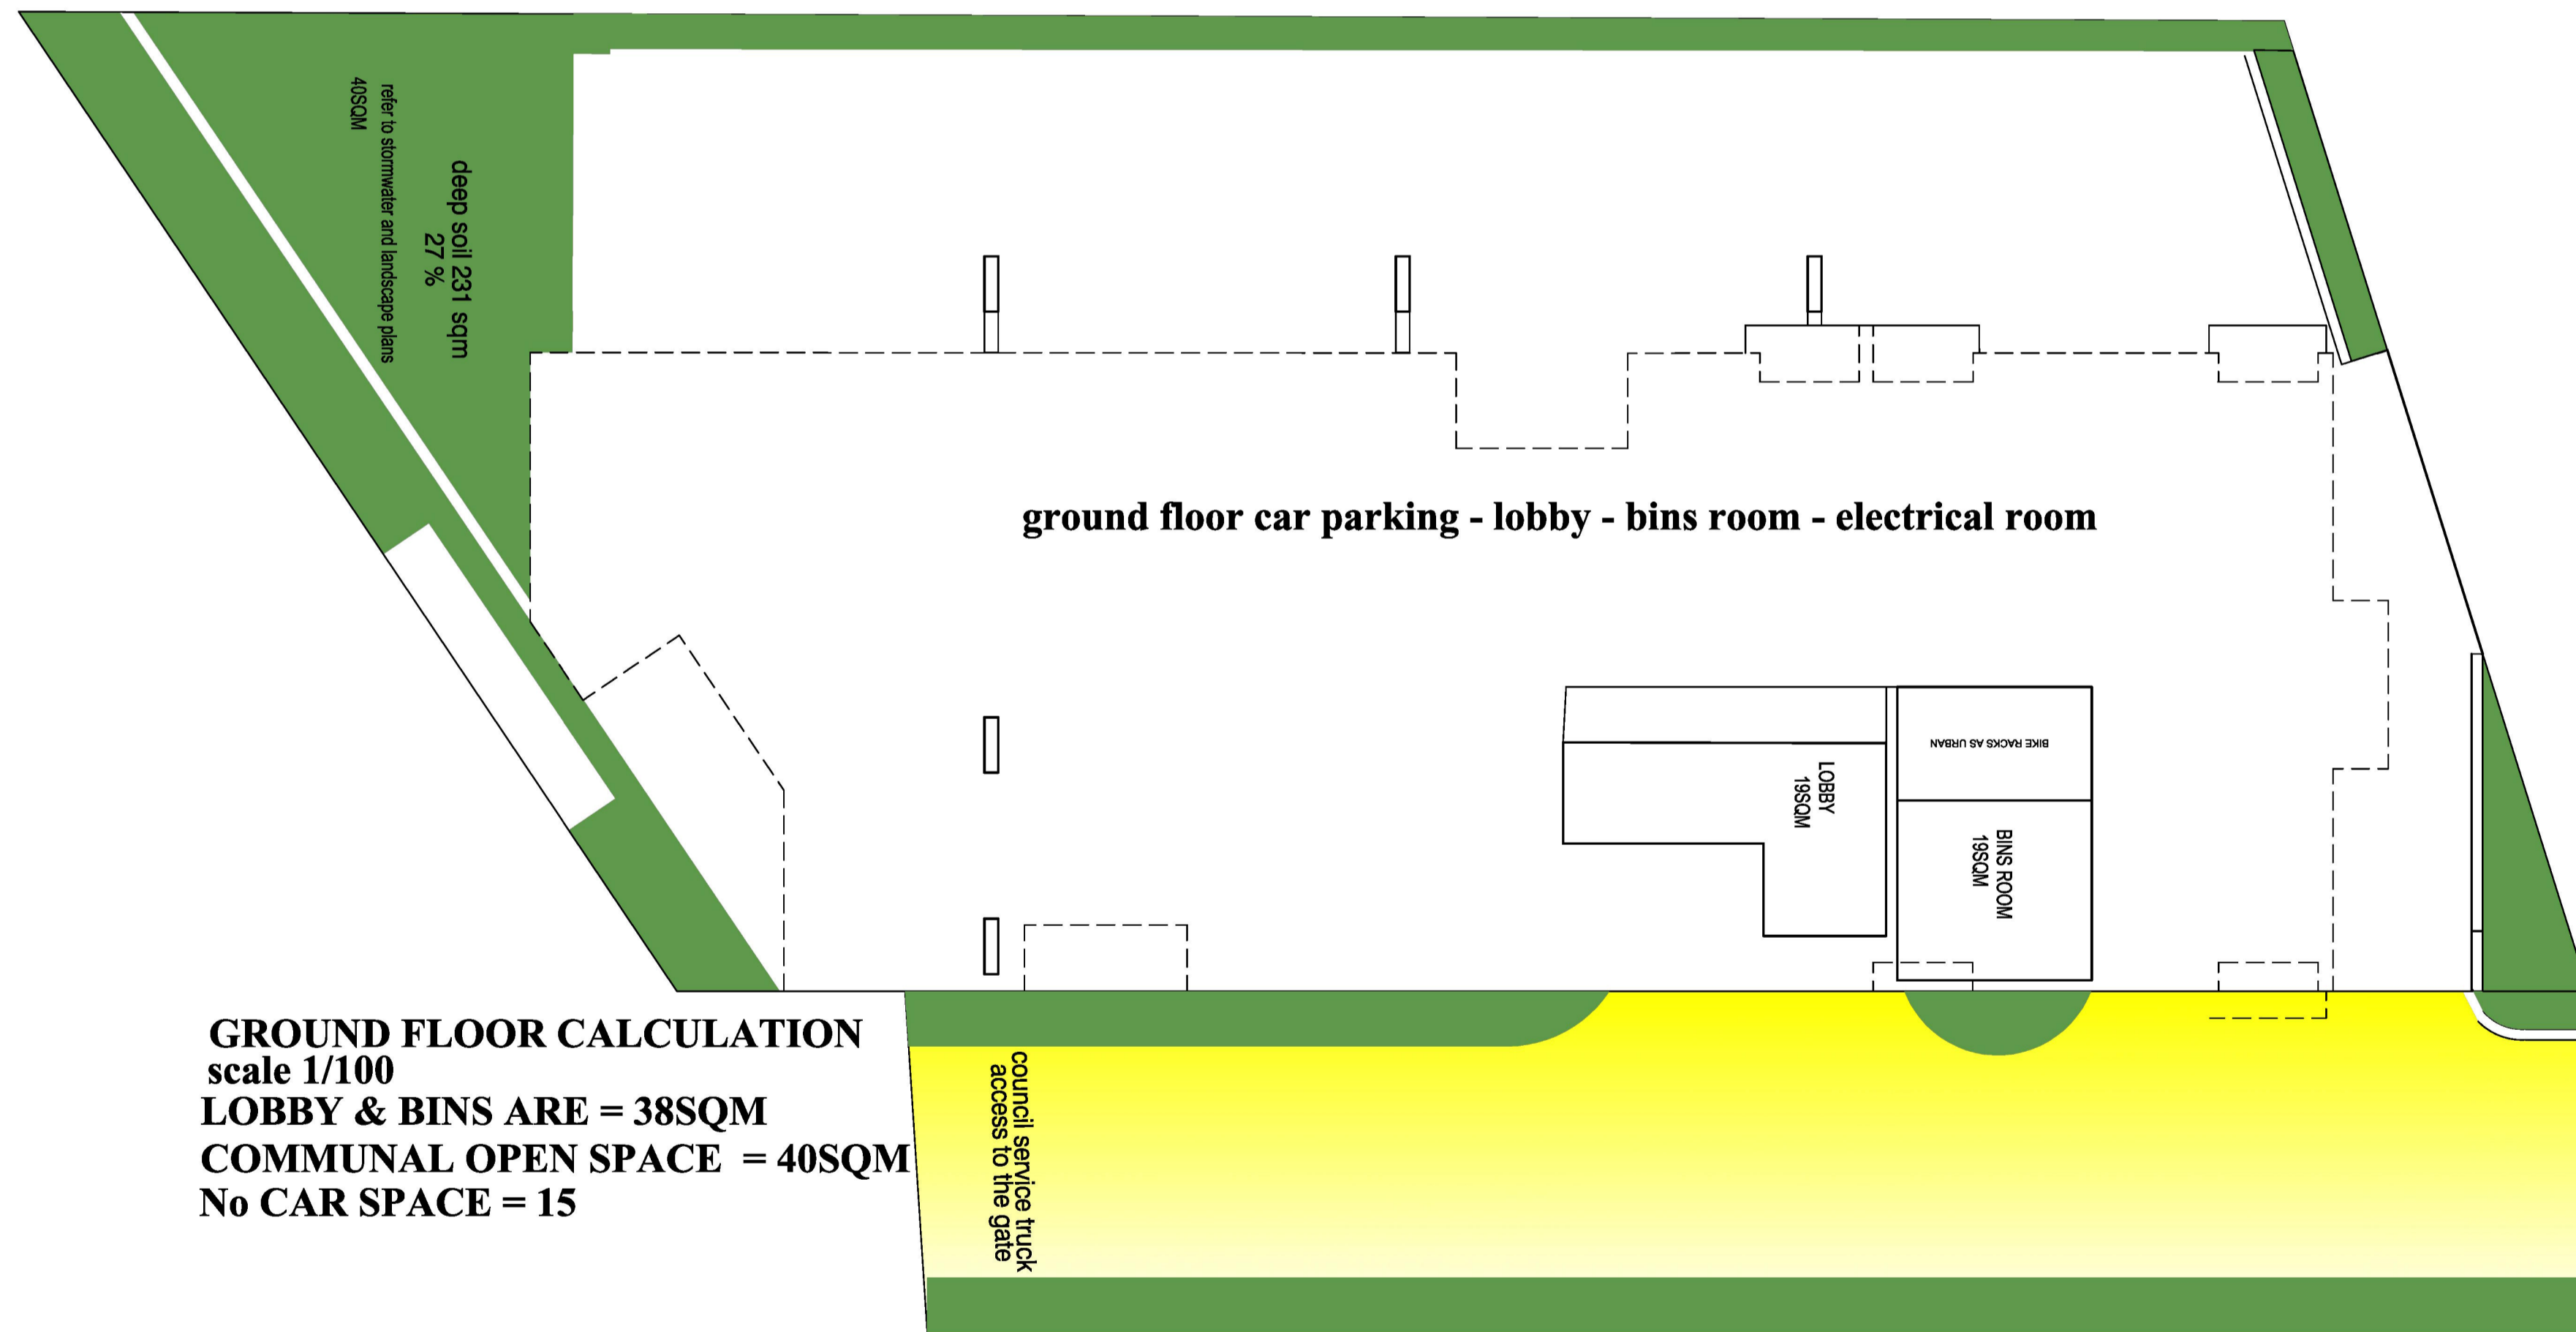 refer to stormwater and landscape plans
40SQM
deep soil 231 sqm
27 %
ground floor car parking - lobby - bins room - electrical room
BIKE RACKS AS URBAN
LOBBY
19SQM
BINS ROOM
19SQM
GROUND FLOOR CALCULATION
scale 1/100
LOBBY & BINS ARE = 38SQM
COMMUNAL OPEN SPACE = 40SQM
No CAR SPACE = 15
council service truck
access to the gate